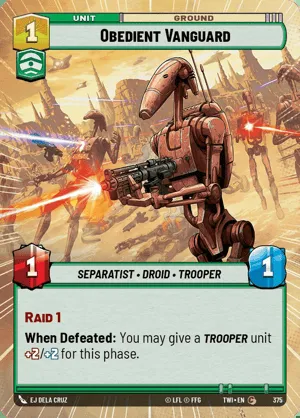 UNIT GROUND
1 OBEDIENT VANGUARD
1 SEPARATIST • DROID • TROOPER 1
RAID 1
When Defeated: You may give a TROOPER unit
+2/+2 for this phase.
EJ DELA CRUZ © LFL © FFG TWI • EN C 375